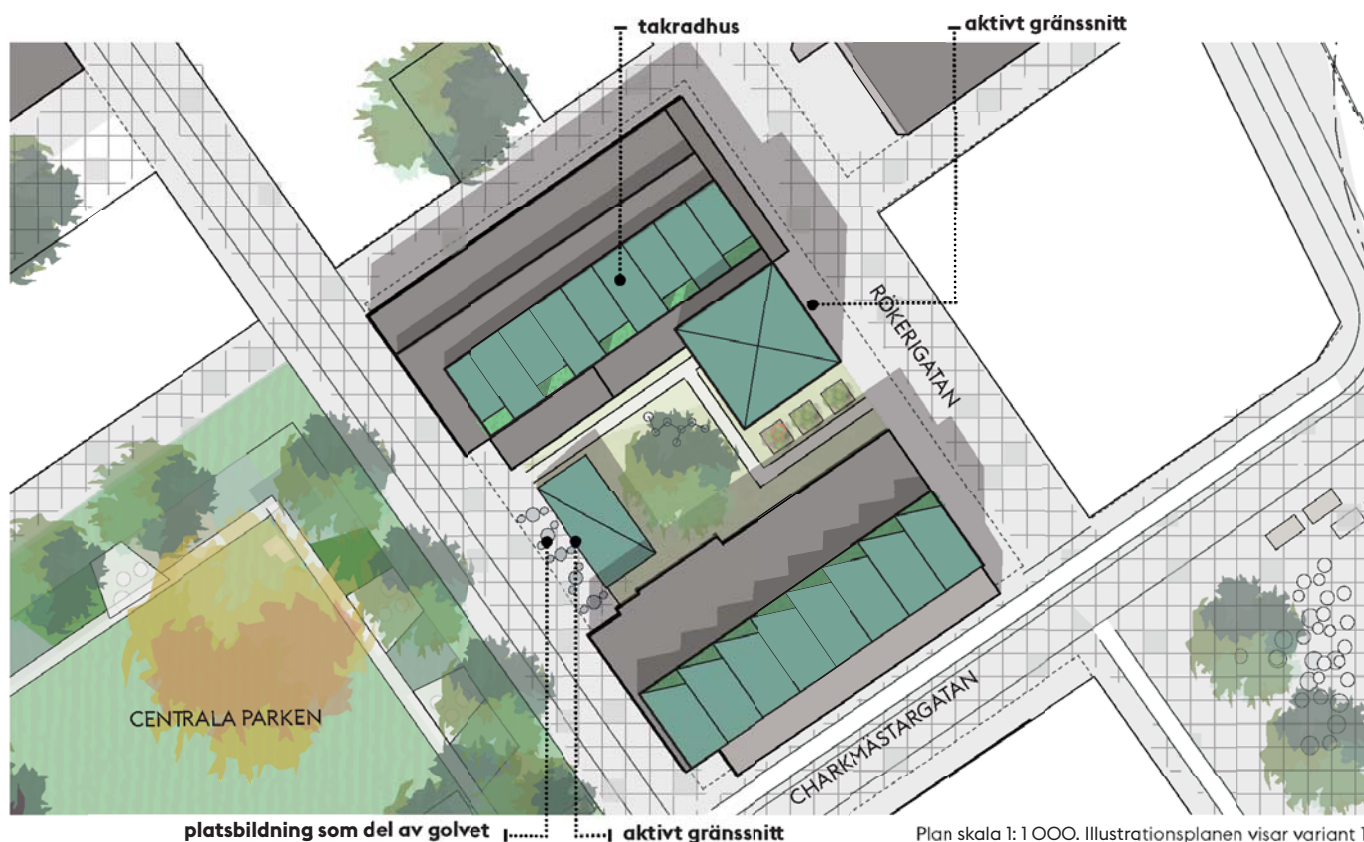 takradhus
aktivt gränssnitt
RÖKERIGATAN
CENTRALA PARKEN
CHARKMÄSTARGATAN
platsbildning som del av golvet
aktivt gränssnitt
Plan skala 1: 1 000. Illustrationsplanen visar variant 1